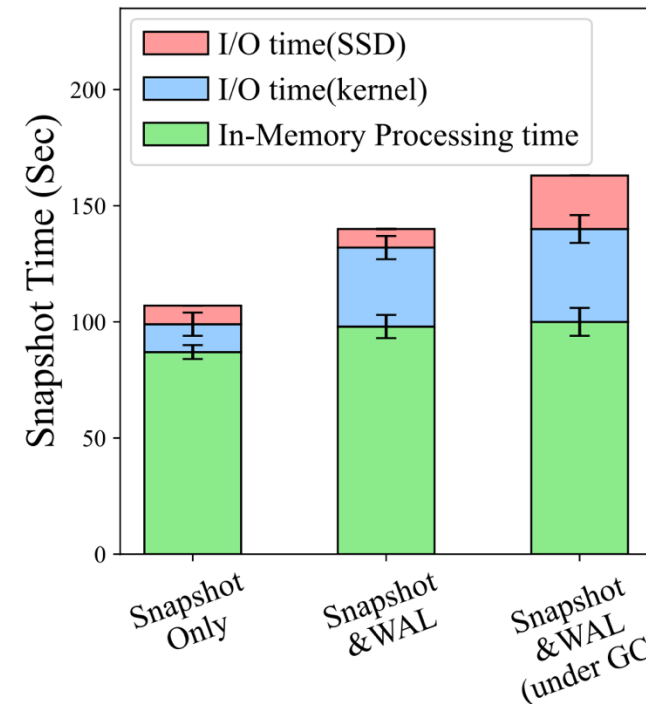 I/O time(SSD)
I/O time(kernel)
In-Memory Processing time
Snapshot Time (Sec)
200
150
100
50
0
Snapshot
Only
Snapshot
&WAL
Snapshot
&WAL
(under GC